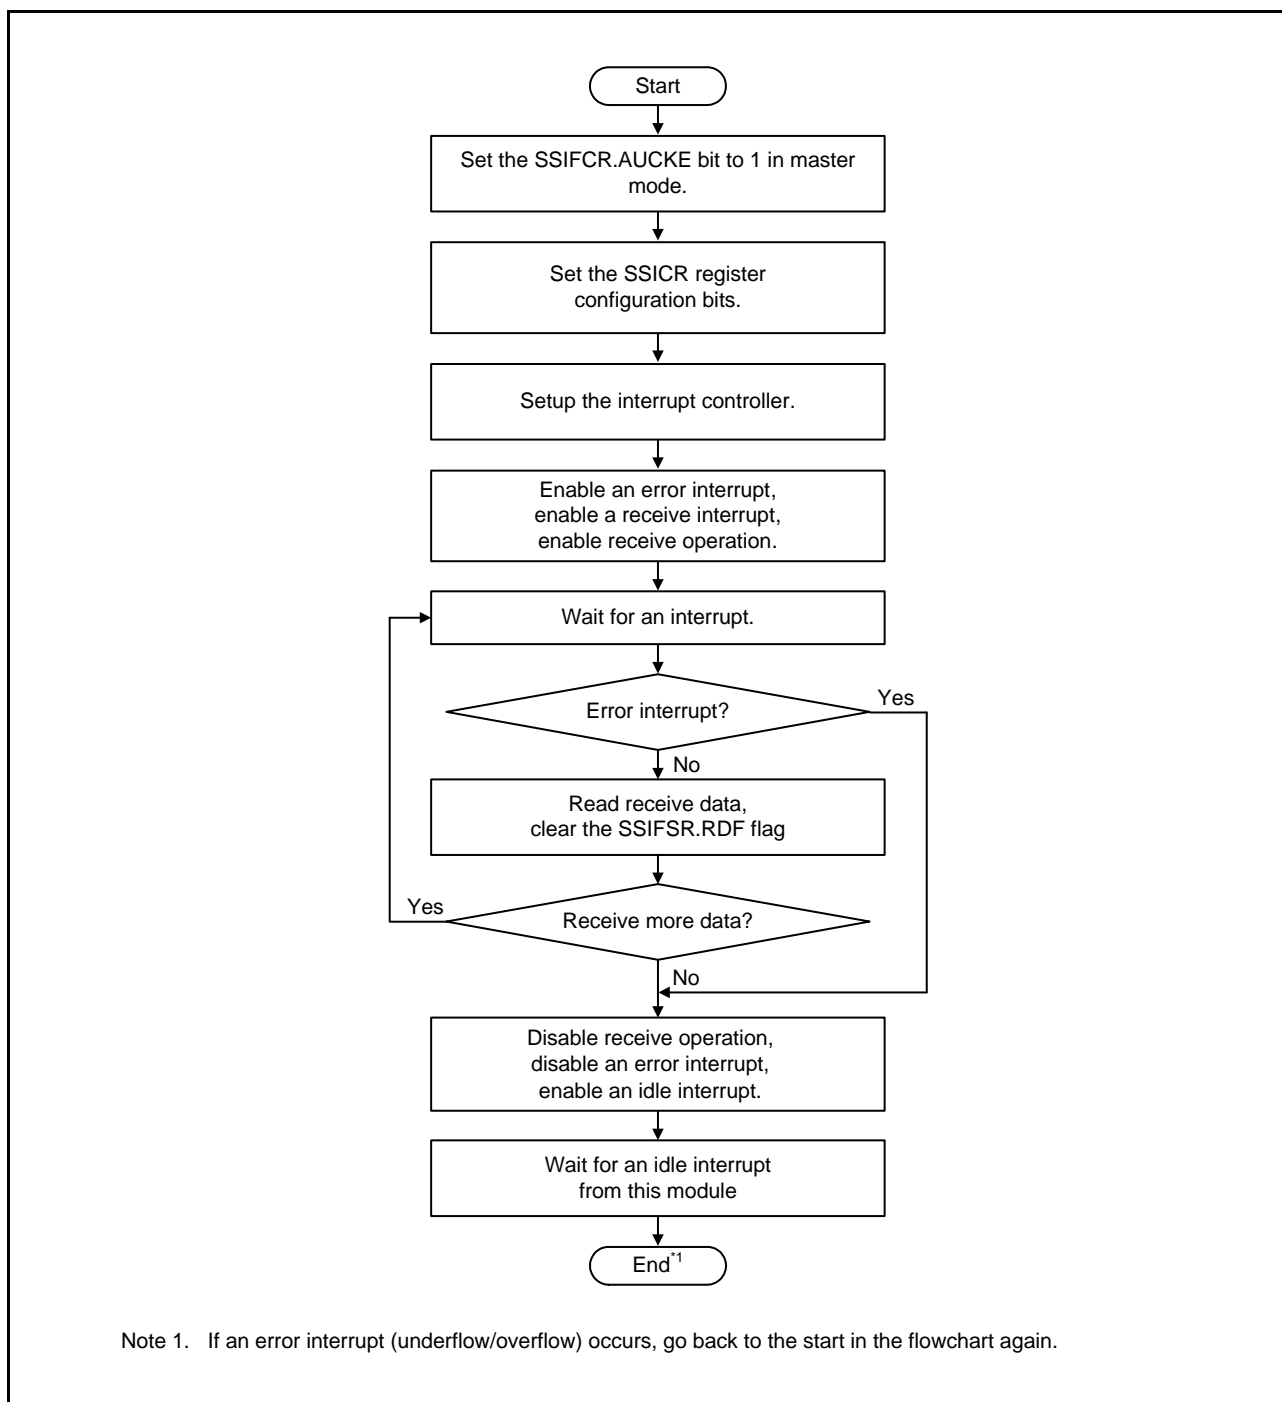 Start
Set the SSIFCR.AUCKE bit to 1 in master
mode.
Set the SSICR register
configuration bits.
Setup the interrupt controller.
Enable an error interrupt,
enable a receive interrupt,
enable receive operation.
Wait for an interrupt.
Error interrupt?
Yes
No
Read receive data,
clear the SSIFSR.RDF flag
Yes
Receive more data?
No
Disable receive operation,
disable an error interrupt,
enable an idle interrupt.
Wait for an idle interrupt
from this module
End*1
Note 1. If an error interrupt (underflow/overflow) occurs, go back to the start in the flowchart again.